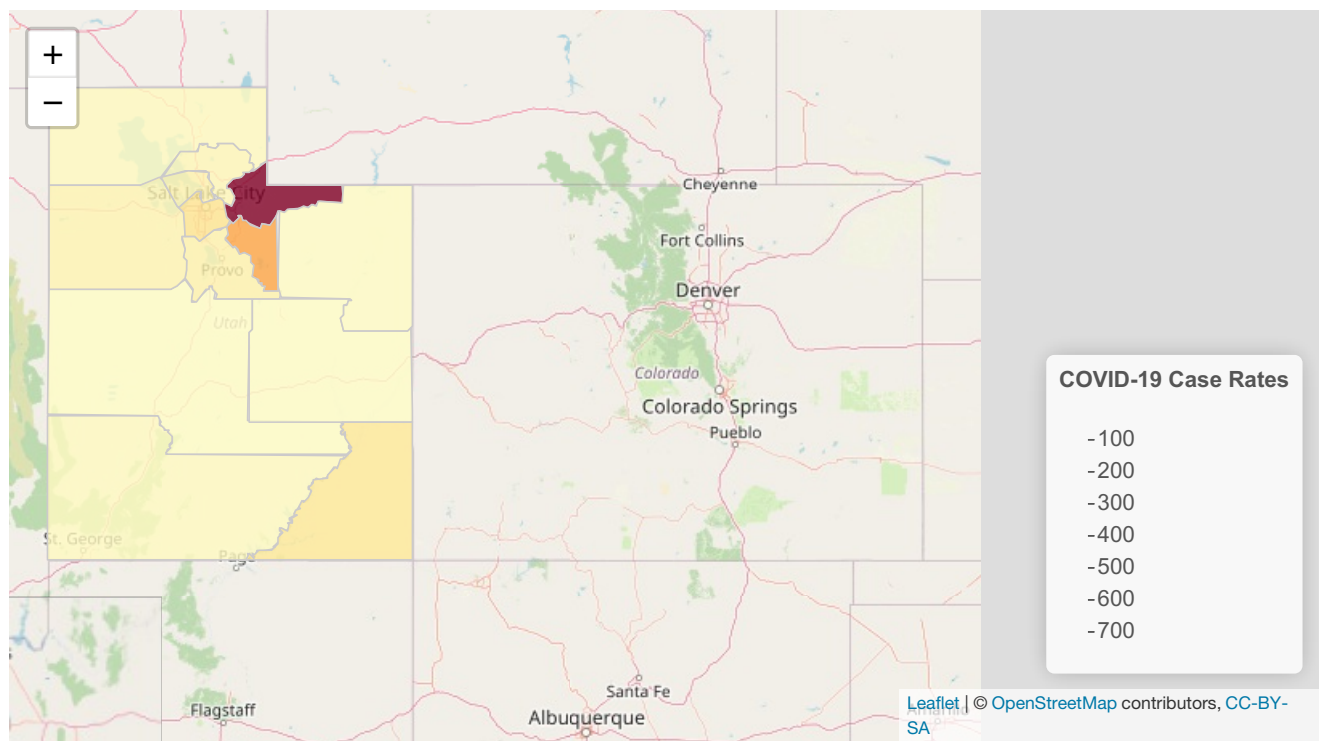 +
−
Salt Lake City
Cheyenne
Fort Collins
Provo
Denver
Utah
Colorado
Colorado Springs
Pueblo
St. George
Page
Santa Fe
Flagstaff
Albuquerque
COVID-19 Case Rates
-100
-200
-300
-400
-500
-600
-700
Leaflet | © OpenStreetMap contributors, CC-BY-
SA